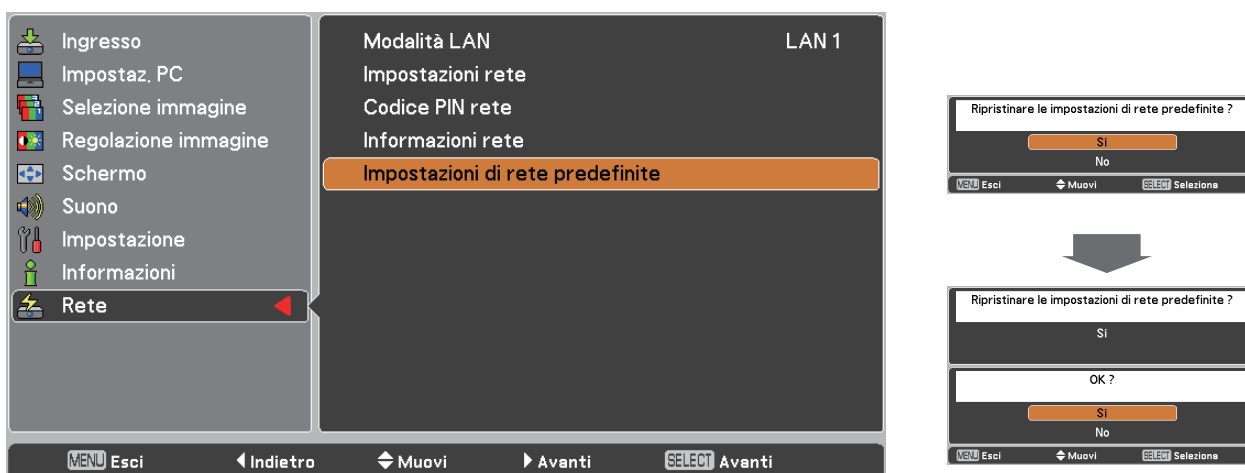 Ingresso
Impostaz. PC
Selezione immagine
Regolazione immagine
Schermo
Suono
Impostazione
Informazioni
Rete
Modalità LAN LAN 1
Impostazioni rete
Codice PIN rete
Informazioni rete
Impostazioni di rete predefinite
MENU Esci Indietro Muovi Avanti SELECT Avanti
Ripristinare le impostazioni di rete predefinite ?
Sì
No
MENU Esci Muovi SELECT Seleziona
Ripristinare le impostazioni di rete predefinite ?
Sì
OK ?
Sì
No
MENU Esci Muovi SELECT Seleziona